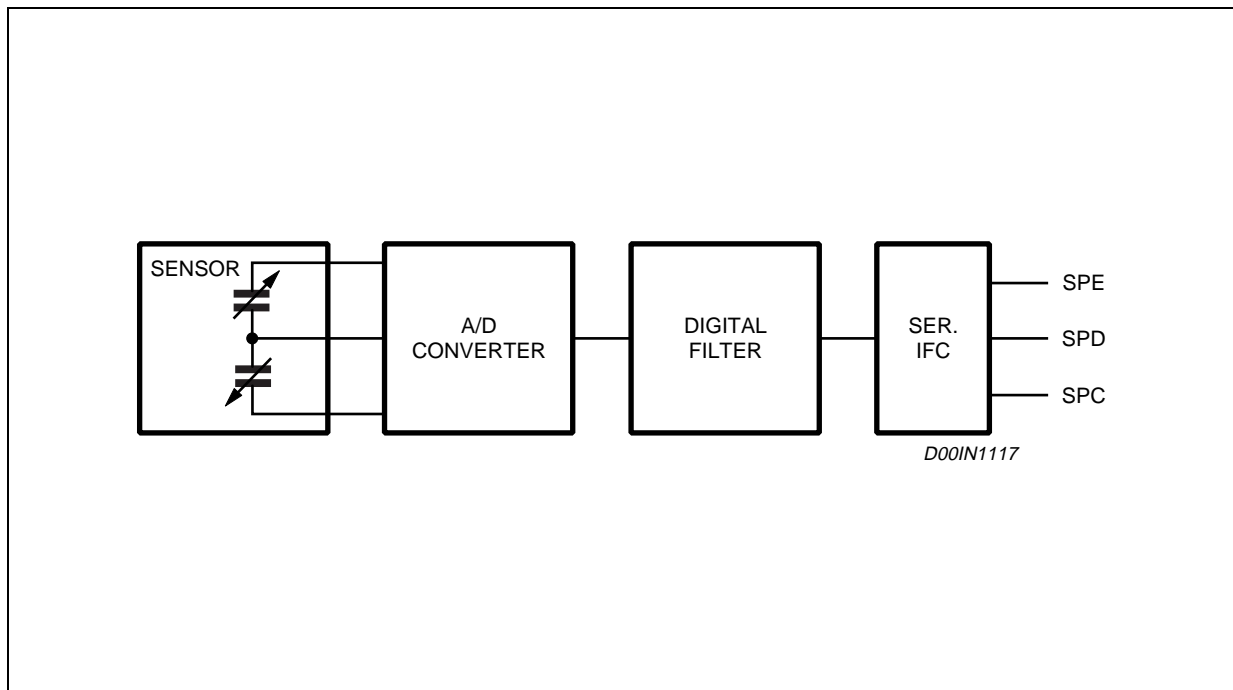 SENSOR
A/D
CONVERTER
DIGITAL
FILTER
SER.
IFC
SPE
SPD
SPC
D00IN1117